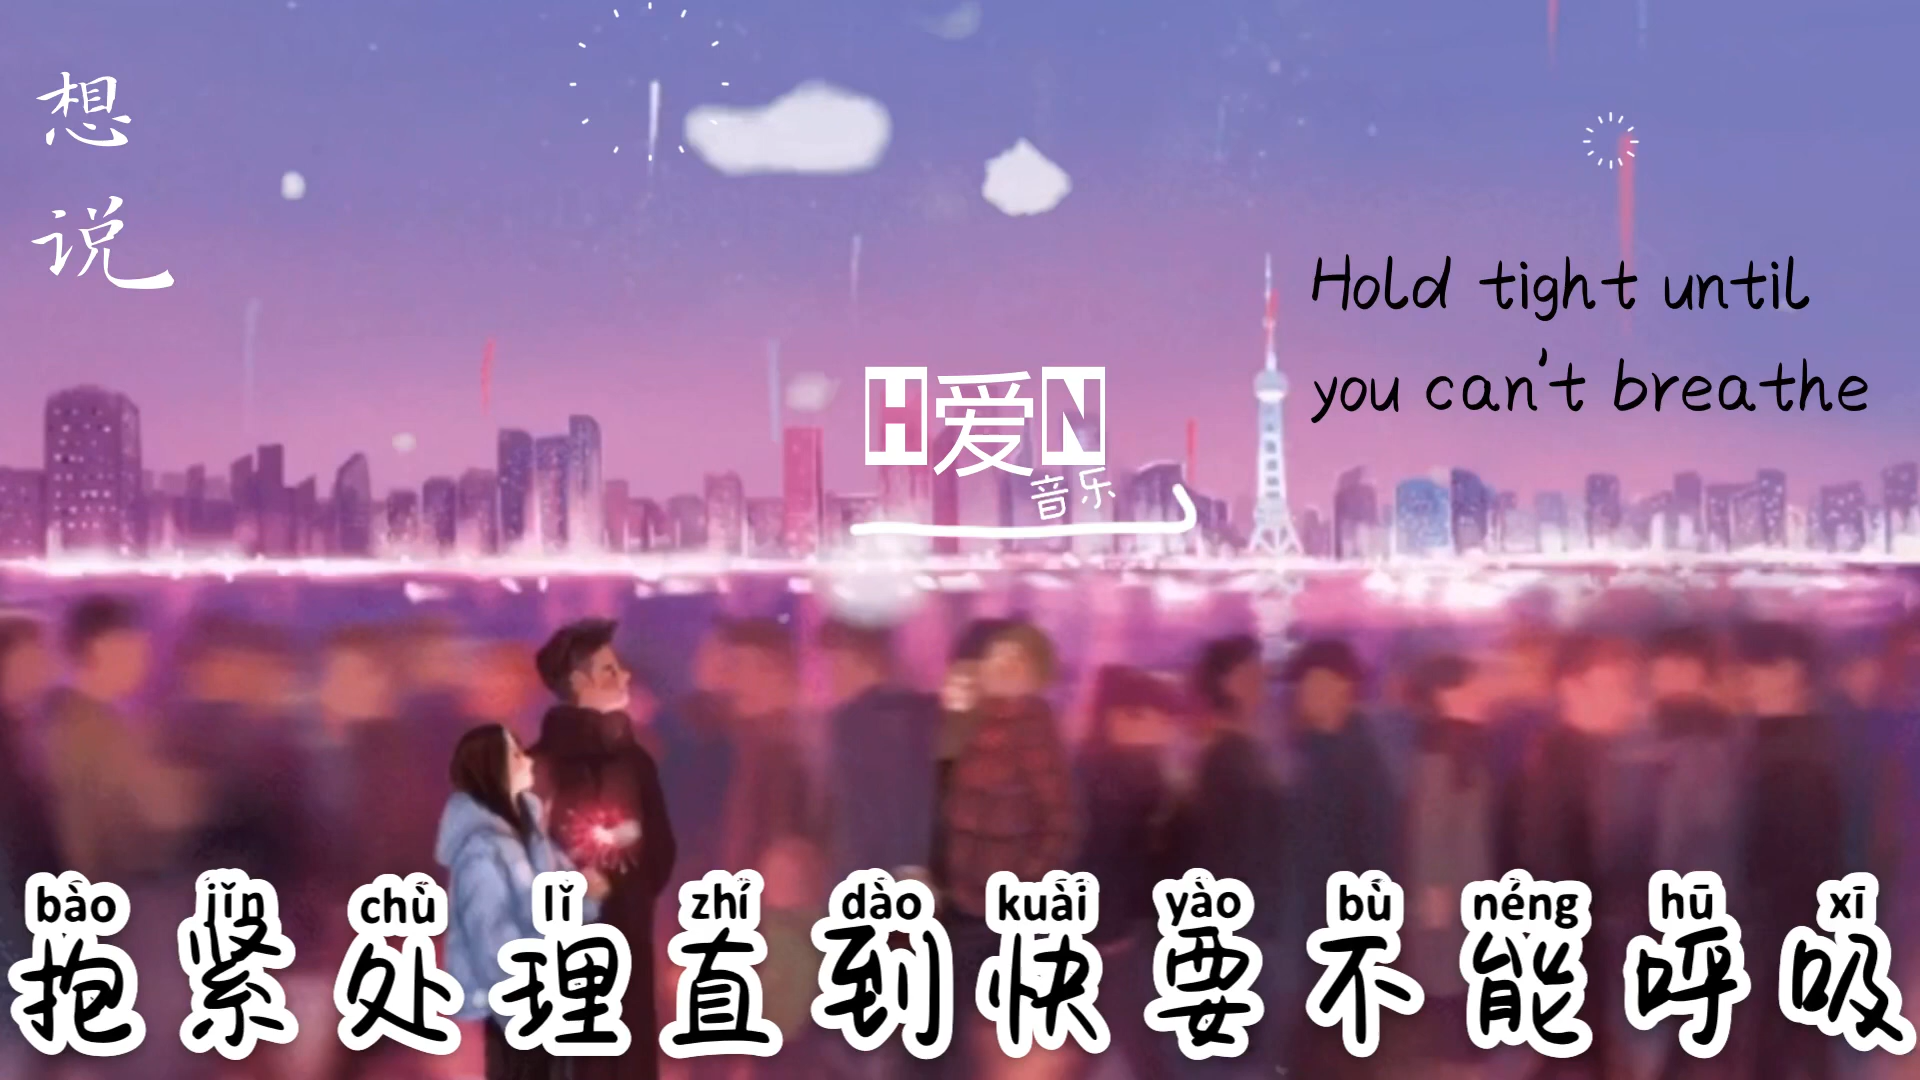 想
说
Hold tight until
you can't breathe
H爱N
音乐
bào jǐn chù lǐ zhí dào kuài yào bù néng hū xī
抱紧处理直到快要不能呼吸